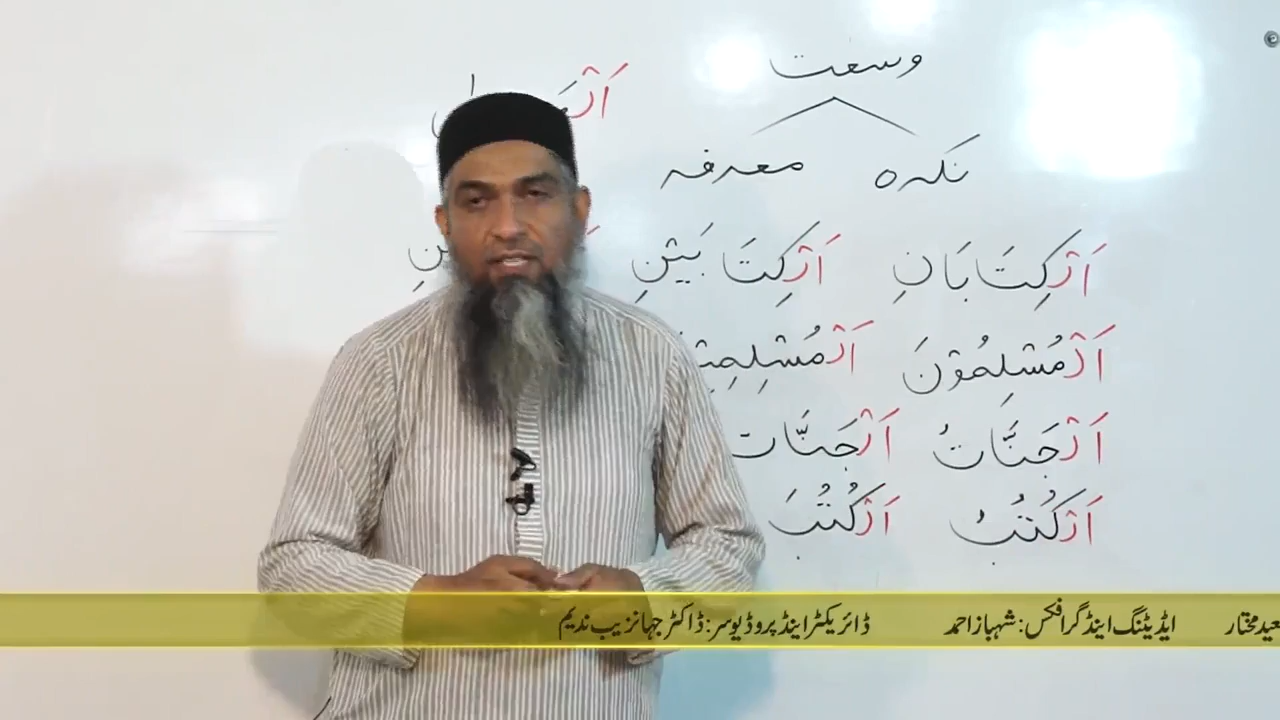 وسعت
نکرہ معرفہ
اَلْكِتَابَانِ اَلْكِتَابَيْنِ
اَلْمُسْلِمُوْنَ اَلْمُسْلِمِيْ
اَلْجَنَّاتُ اَلْجَنَّات
اَلْكُتُبُ اَلْكُتُبَ
ایڈیٹنگ اینڈ گرافکس: شہباز احمد ڈائریکٹر اینڈ پروڈیوسر: ڈاکٹر جہانزیب ندیم